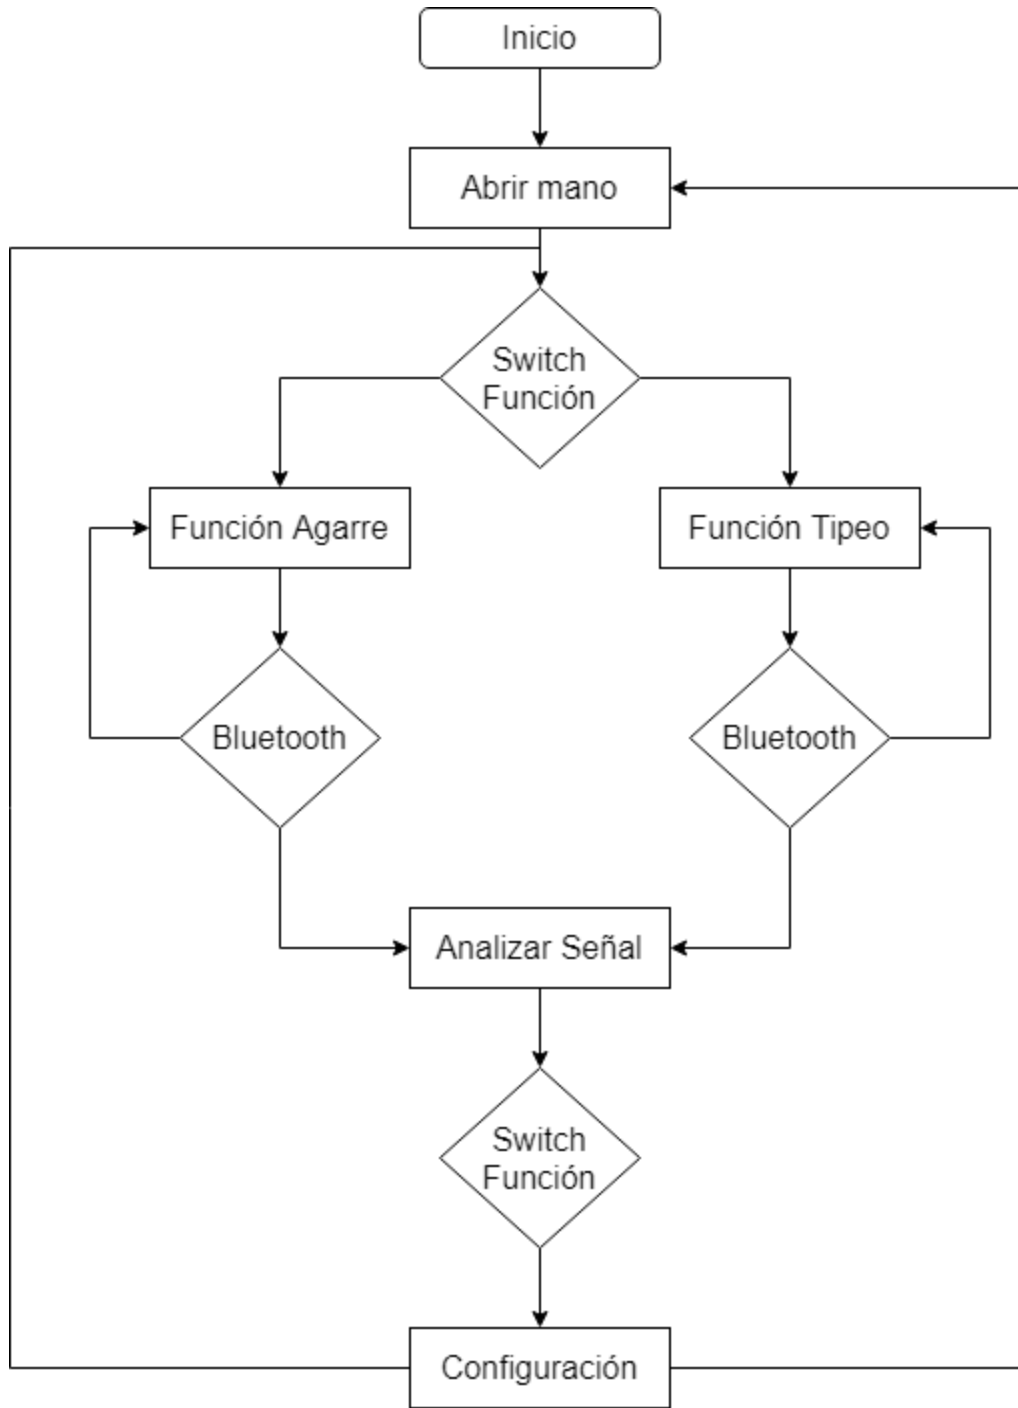 Inicio
Abrir mano
Switch
Función
Función Agarre
Función Tipeo
Bluetooth
Bluetooth
Analizar Señal
Switch
Función
Configuración